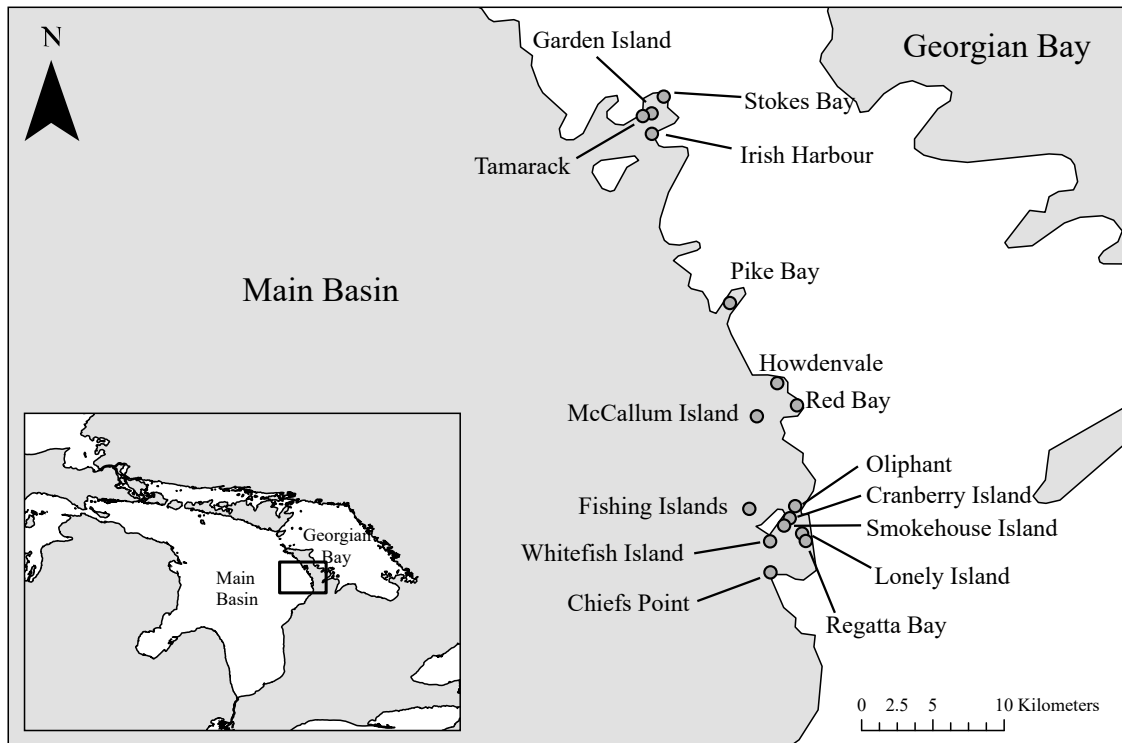 Garden Island
Georgian Bay
N
Stokes Bay
Irish Harbour
Tamarack
Pike Bay
Main Basin
Howdenvale
Red Bay
McCallum Island
Oliphant
Cranberry Island
Fishing Islands
Smokehouse Island
Whitefish Island
Lonely Island
Chiefs Point
Regatta Bay
Georgian
Bay
Main
Basin
0 2.5 5 10 Kilometers